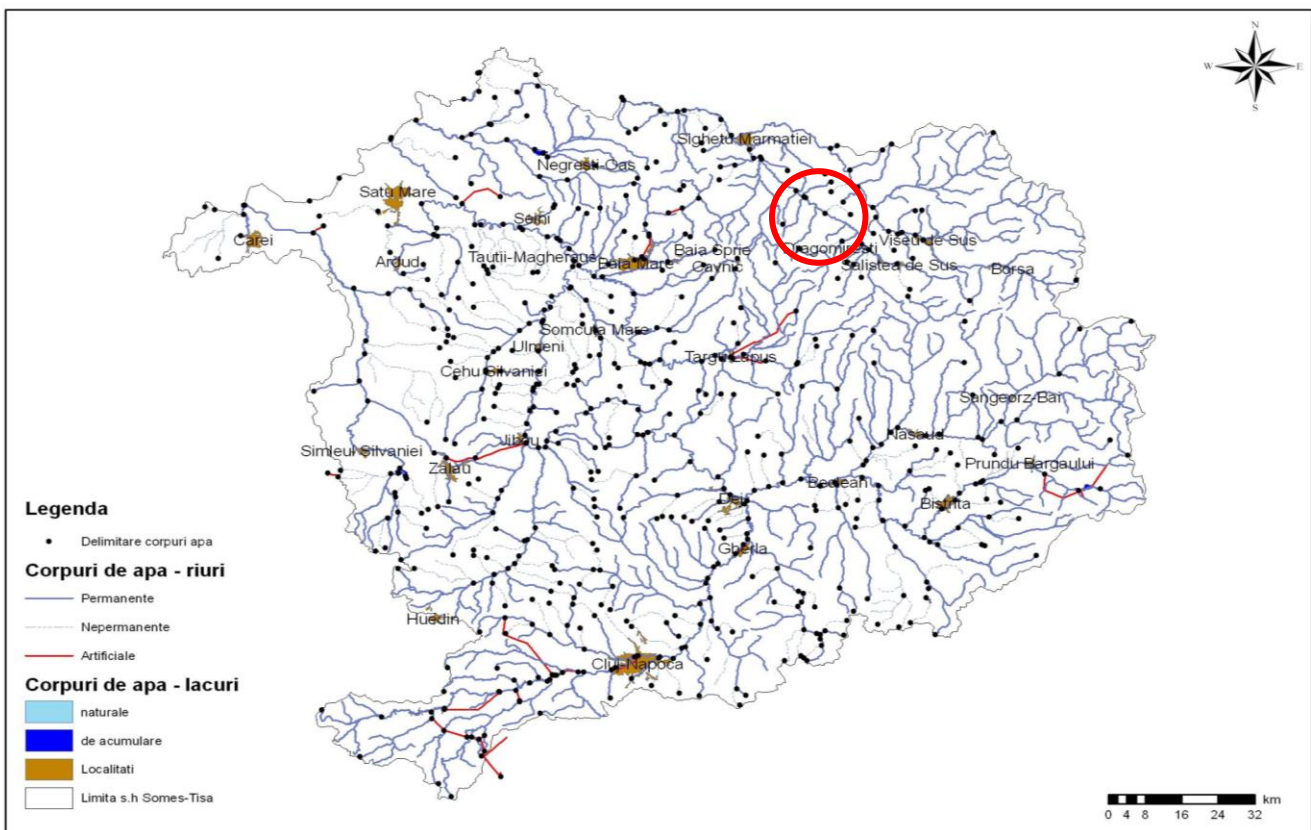 N
W E
S
Sighetu Marmatiei
Negresti-Oas
Satu Mare
Seini
Carei
Viseu de Sus
Dragomiresti
Baia Sprie
Tautii-Magheraus
Baia Mare
Ardud
Cavnic
Salistea de Sus
Borsa
Somcuta Mare
Ulmeni
Targu Lapus
Cehu Silvaniei
Sangeorz-Bai
Nasaud
Jibou
Simleul Silvaniei
Zalau
Prundu Bargaului
Beclean
Dej
Bistrita
Gherla
Huedin
Cluj-Napoca
Legenda
Delimitare corpuri apa
Corpuri de apa - riuri
Permanente
Nepermanente
Artificiale
Corpuri de apa - lacuri
naturale
de acumulare
Localitati
Limita s.h Somes-Tisa
km
0 4 8 16 24 32